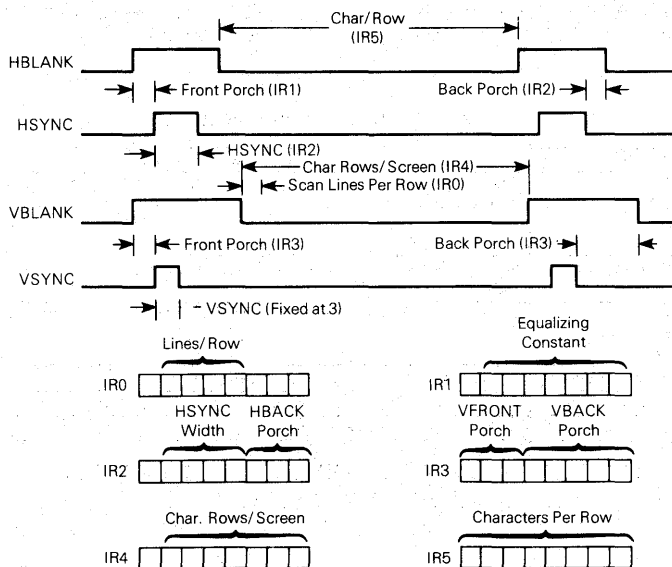 Char/Row
(IR5)
HBLANK
Front Porch (IR1)
Back Porch (IR2)
HSYNC
HSYNC (IR2)
Char Rows/Screen (IR4)
Scan Lines Per Row (IR0)
VBLANK
Front Porch (IR3)
Back Porch (IR3)
VSYNC
VSYNC (Fixed at 3)
Lines/Row
IR0
Equalizing
Constant
IR1
HSYNC
Width
HBACK
Porch
IR2
VFRONT
Porch
VBACK
Porch
IR3
Char. Rows/Screen
IR4
Characters Per Row
IR5